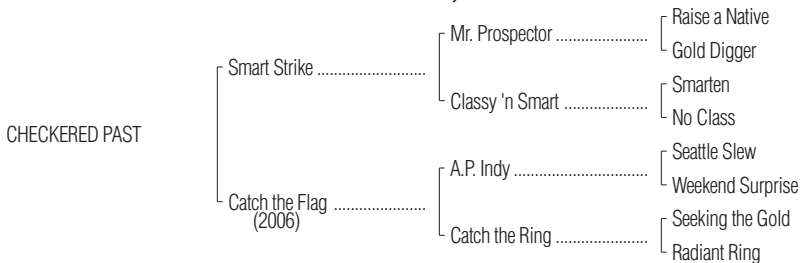 Raise a Native
Mr. Prospector ......................
Gold Digger
Smart Strike .........................
Smarten
Classy 'n Smart ....................
No Class
CHECKERED PAST
Seattle Slew
A.P. Indy ...............................
Weekend Surprise
Catch the Flag .....................
(2006)
Seeking the Gold
Catch the Ring .....................
Radiant Ring